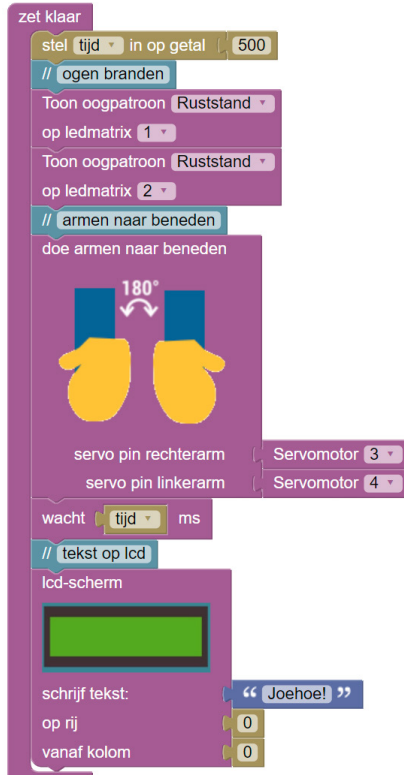 zet klaar
stel tijd in op getal 500
// ogen branden
Toon oogpatroon Ruststand
op ledmatrix 1
Toon oogpatroon Ruststand
op ledmatrix 2
// armen naar beneden
doe armen naar beneden
180°
servo pin rechterarm Servomotor 3
servo pin linkerarm Servomotor 4
wacht tijd ms
// tekst op lcd
lcd-scherm
schrijf tekst: “ Joehoe! ”
op rij 0
vanaf kolom 0